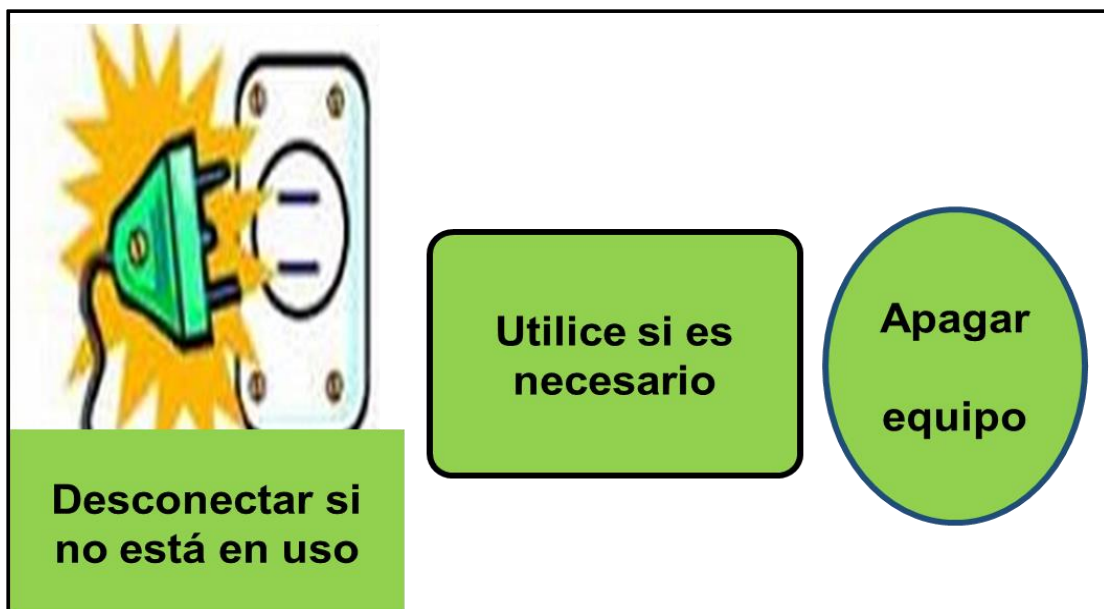 Utilice si es
necesario
Apagar
equipo
Desconectar si
no está en uso